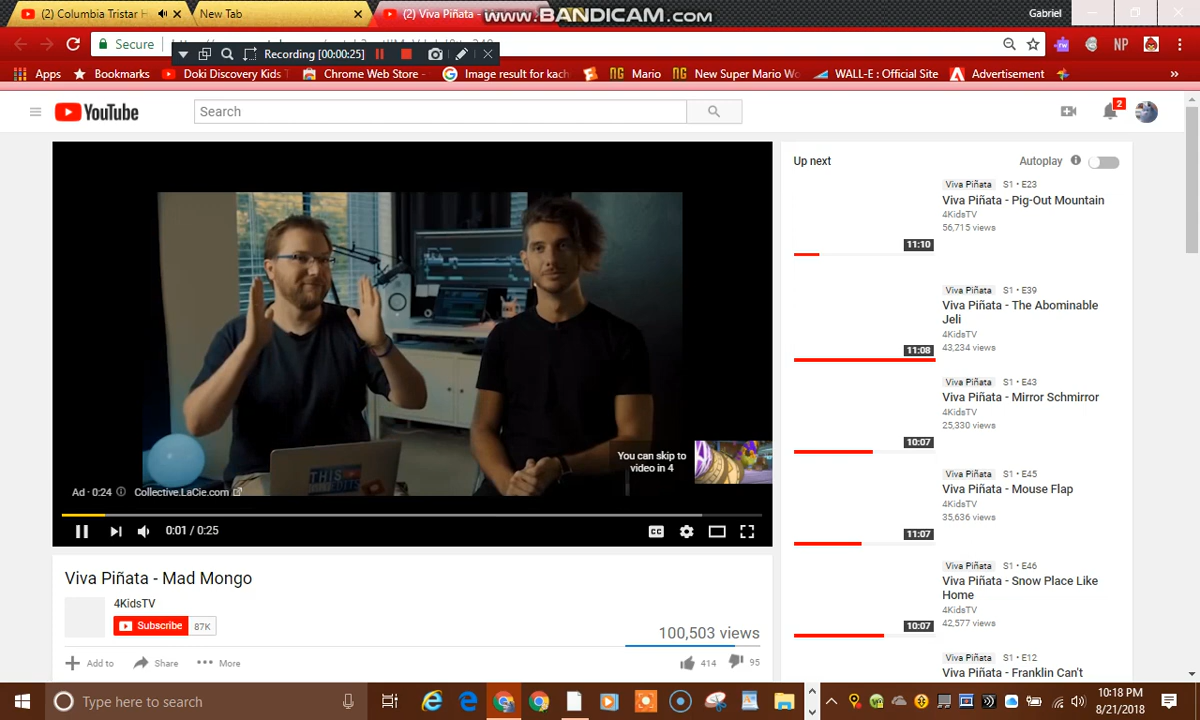 (2) Columbia Tristar H
New Tab
(2) Viva Piñata -
www.BANDICAM.com
Gabriel
Secure
Recording [00:00:25]
NP
Apps
Bookmarks
Doki Discovery Kids
Chrome Web Store -
Image result for kach
Mario
New Super Mario Wo
WALL-E : Official Site
Advertisement
»
YouTube
Search
2
Up next
Autoplay
Viva Piñata S1 • E23
Viva Piñata - Pig-Out Mountain
4KidsTV
56,715 views
11:10
Viva Piñata S1 • E39
Viva Piñata - The Abominable
Jeli
4KidsTV
43,234 views
11:08
Viva Piñata S1 • E43
Viva Piñata - Mirror Schmirror
4KidsTV
25,330 views
10:07
Viva Piñata S1 • E45
Viva Piñata - Mouse Flap
4KidsTV
35,636 views
11:07
Viva Piñata S1 • E46
Viva Piñata - Snow Place Like
Home
4KidsTV
42,577 views
10:07
Viva Piñata S1 • E12
Viva Piñata - Franklin Can't
You can skip to
video in 4
Ad · 0:24
Collective.LaCie.com
0:01 / 0:25
CC
Viva Piñata - Mad Mongo
4KidsTV
Subscribe 87K
100,503 views
Add to
Share
More
414
95
Type here to search
10:18 PM
8/21/2018